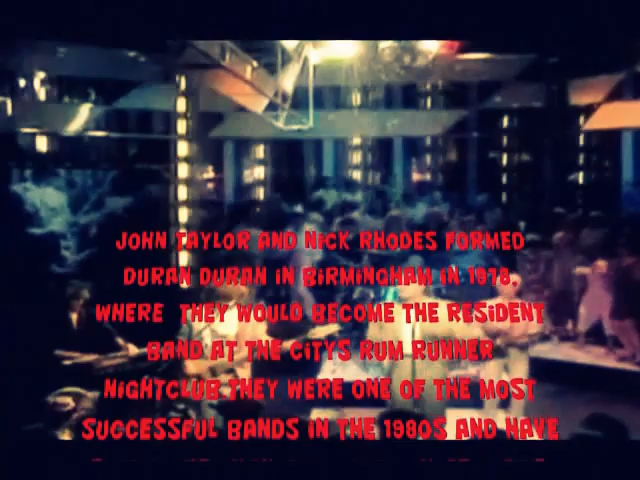 JOHN TAYLOR AND NICK RHODES FORMED
DURAN DURAN IN BIRMINGHAM IN 1978,
WHERE THEY WOULD BECOME THE RESIDENT
BAND AT THE CITYS RUM RUNNER
NIGHTCLUB THEY WERE ONE OF THE MOST
SUCCESSFUL BANDS IN THE 1980S AND HAVE